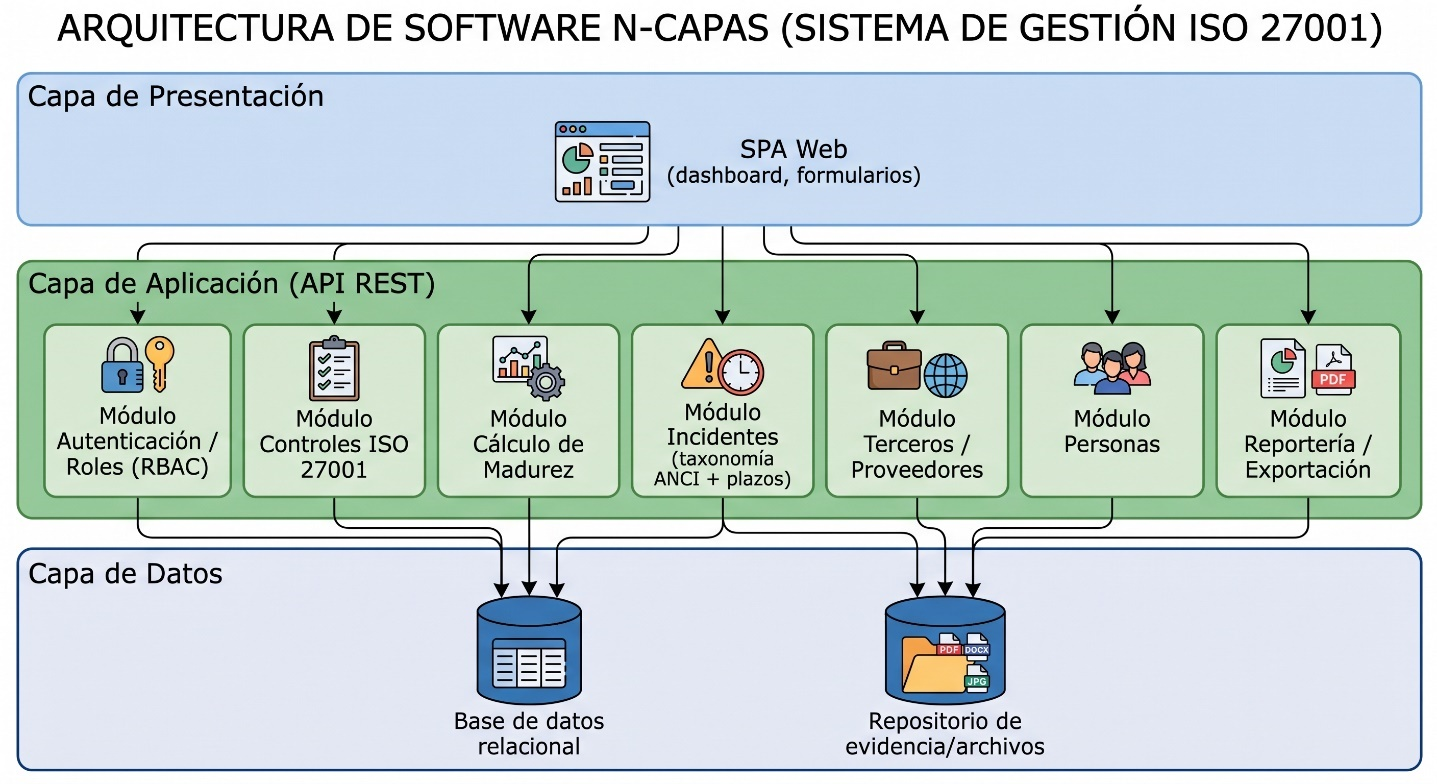 ARQUITECTURA DE SOFTWARE N-CAPAS (SISTEMA DE GESTIÓN ISO 27001)
Capa de Presentación
SPA Web
(dashboard, formularios)
Capa de Aplicación (API REST)
Módulo
Autenticación /
Roles (RBAC)
Módulo
Controles ISO
27001
Módulo
Cálculo de
Madurez
Módulo
Incidentes
(taxonomía
ANCI + plazos)
Módulo
Terceros /
Proveedores
Módulo
Personas
PDF
Módulo
Reportería /
Exportación
Capa de Datos
Base de datos
relacional
PDF
DOCX
JPG
Repositorio de
evidencia/archivos